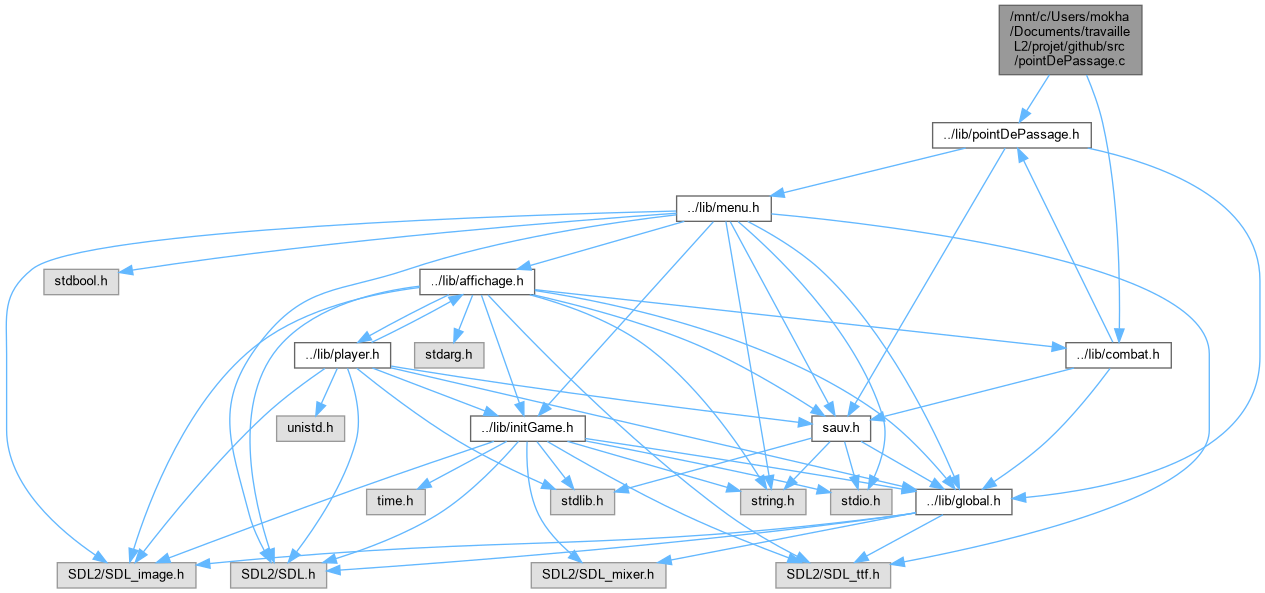 /mnt/c/Users/mokha
/Documents/travaille
L2/projet/github/src
/pointDePassage.c
../lib/pointDePassage.h
../lib/menu.h
stdbool.h
../lib/affichage.h
../lib/player.h
stdarg.h
../lib/combat.h
unistd.h
../lib/initGame.h
sauv.h
time.h
stdlib.h
string.h
stdio.h
../lib/global.h
SDL2/SDL_image.h
SDL2/SDL.h
SDL2/SDL_mixer.h
SDL2/SDL_ttf.h